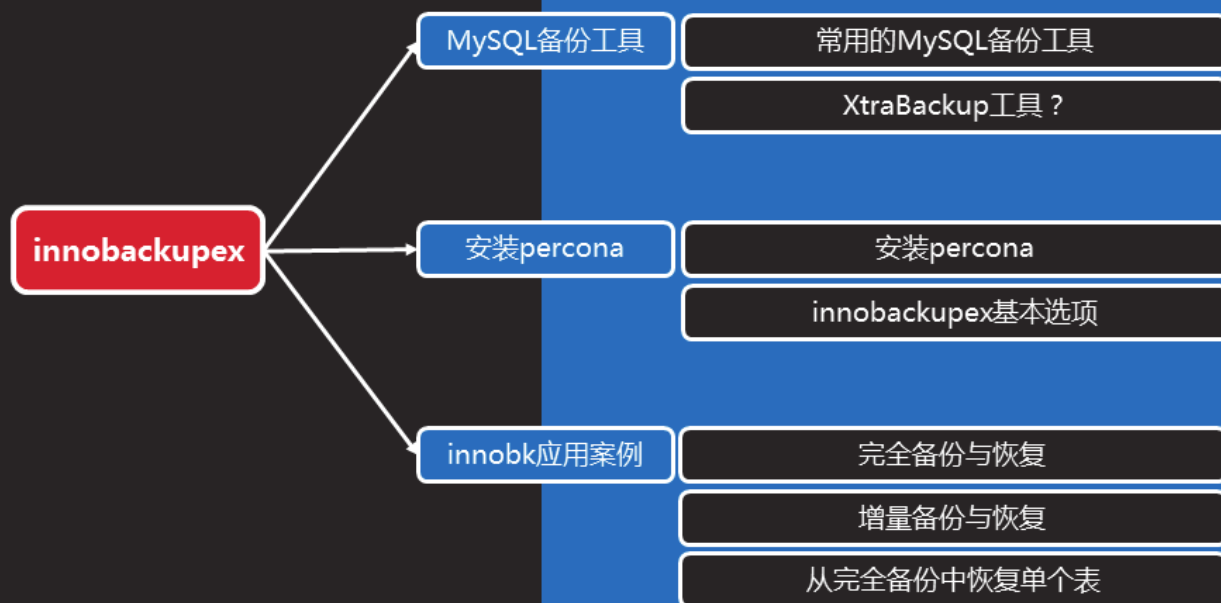 innobackupex
MySQL备份工具
常用的MySQL备份工具
XtraBackup工具？
安装percona
安装percona
innobackupex基本选项
innobk应用案例
完全备份与恢复
增量备份与恢复
从完全备份中恢复单个表